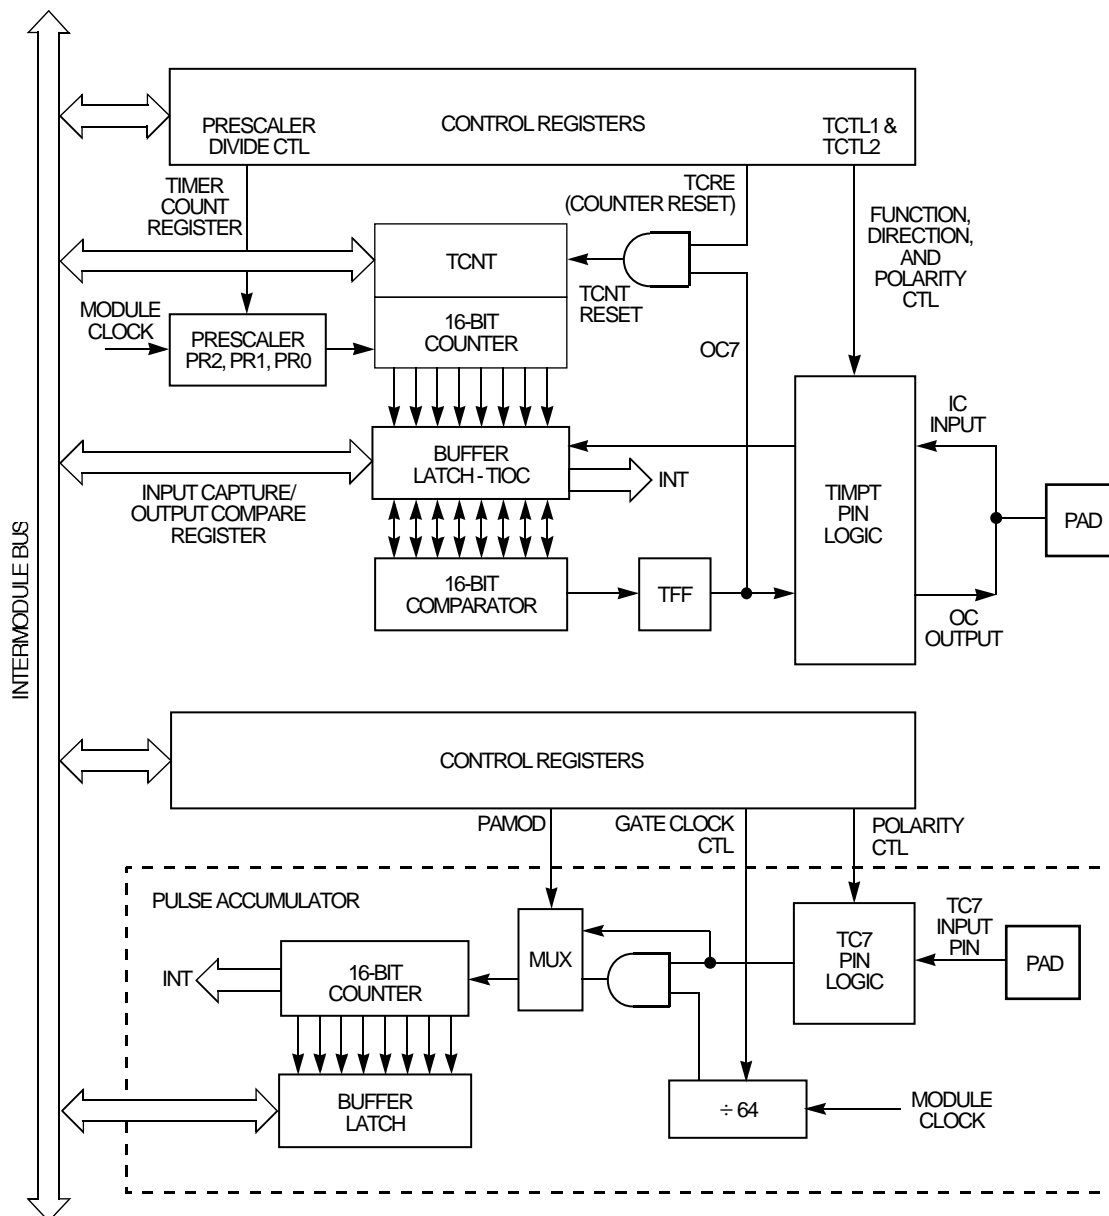 PRESCALER
DIVIDE CTL
CONTROL REGISTERS
TCTL1 &
TCTL2
TIMER
COUNT
REGISTER
TCRE
(COUNTER RESET)
FUNCTION,
DIRECTION,
AND
POLARITY
CTL
TCNT
TCNT
RESET
MODULE
CLOCK
PRESCALER
PR2, PR1, PR0
16-BIT
COUNTER
OC7
IC
INPUT
BUFFER
LATCH - TIOC
INT
INPUT CAPTURE/
OUTPUT COMPARE
REGISTER
TIMPT
PIN
LOGIC
PAD
16-BIT
COMPARATOR
TFF
OC
OUTPUT
INTERMODULE BUS
CONTROL REGISTERS
PAMOD
GATE CLOCK
CTL
POLARITY
CTL
PULSE ACCUMULATOR
MUX
TC7
PIN
LOGIC
TC7
INPUT
PIN
PAD
INT
16-BIT
COUNTER
BUFFER
LATCH
÷ 64
MODULE
CLOCK